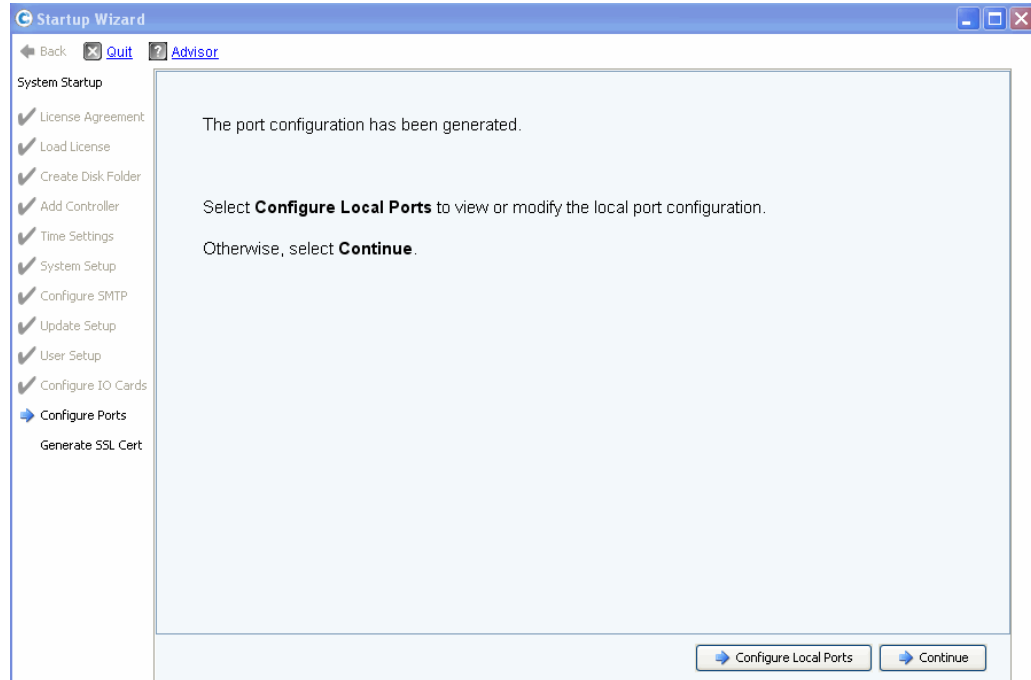 Startup Wizard
Back Quit Advisor
System Startup
License Agreement
Load License
Create Disk Folder
Add Controller
Time Settings
System Setup
Configure SMTP
Update Setup
User Setup
Configure IO Cards
Configure Ports
Generate SSL Cert
The port configuration has been generated.
Select Configure Local Ports to view or modify the local port configuration.
Otherwise, select Continue.
Configure Local Ports
Continue